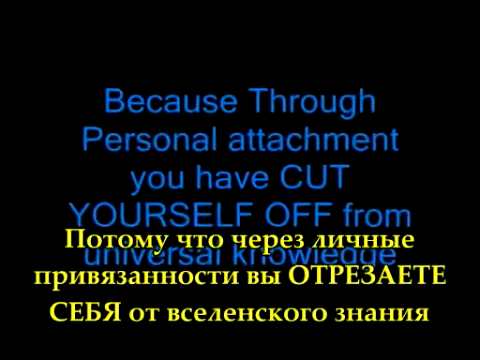 Because Through
Personal attachment
you have CUT
YOURSELF OFF from
universal knowledge
Потому что через личные
привязанности вы ОТРЕЗАЕТЕ
СЕБЯ от вселенского знания